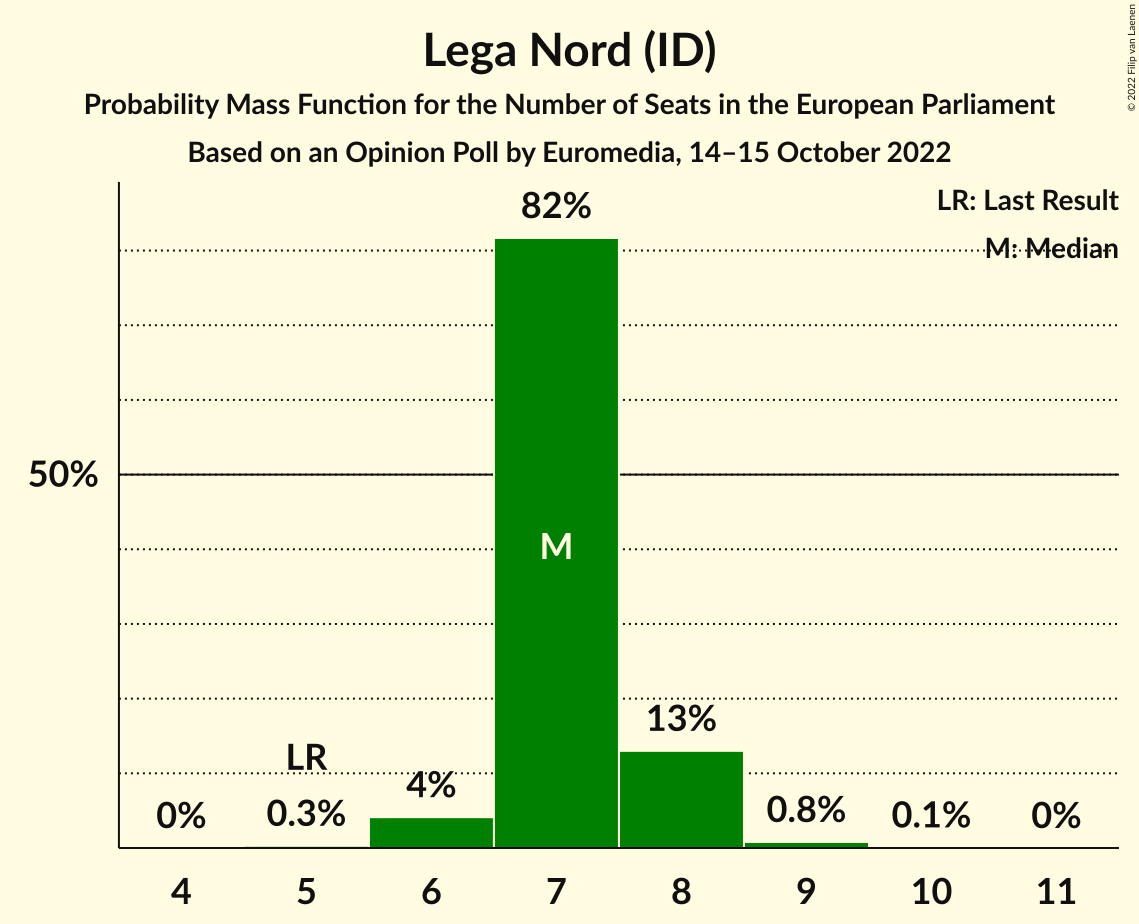 Lega Nord (ID)
Probability Mass Function for the Number of Seats in the European Parliament
Based on an Opinion Poll by Euromedia, 14–15 October 2022
© 2022 Filip van Laenen
LR: Last Result
M: Median
82%
50%
M
13%
LR
4%
0%
0.3%
0.8%
0.1%
0%
4 5 6 7 8 9 10 11